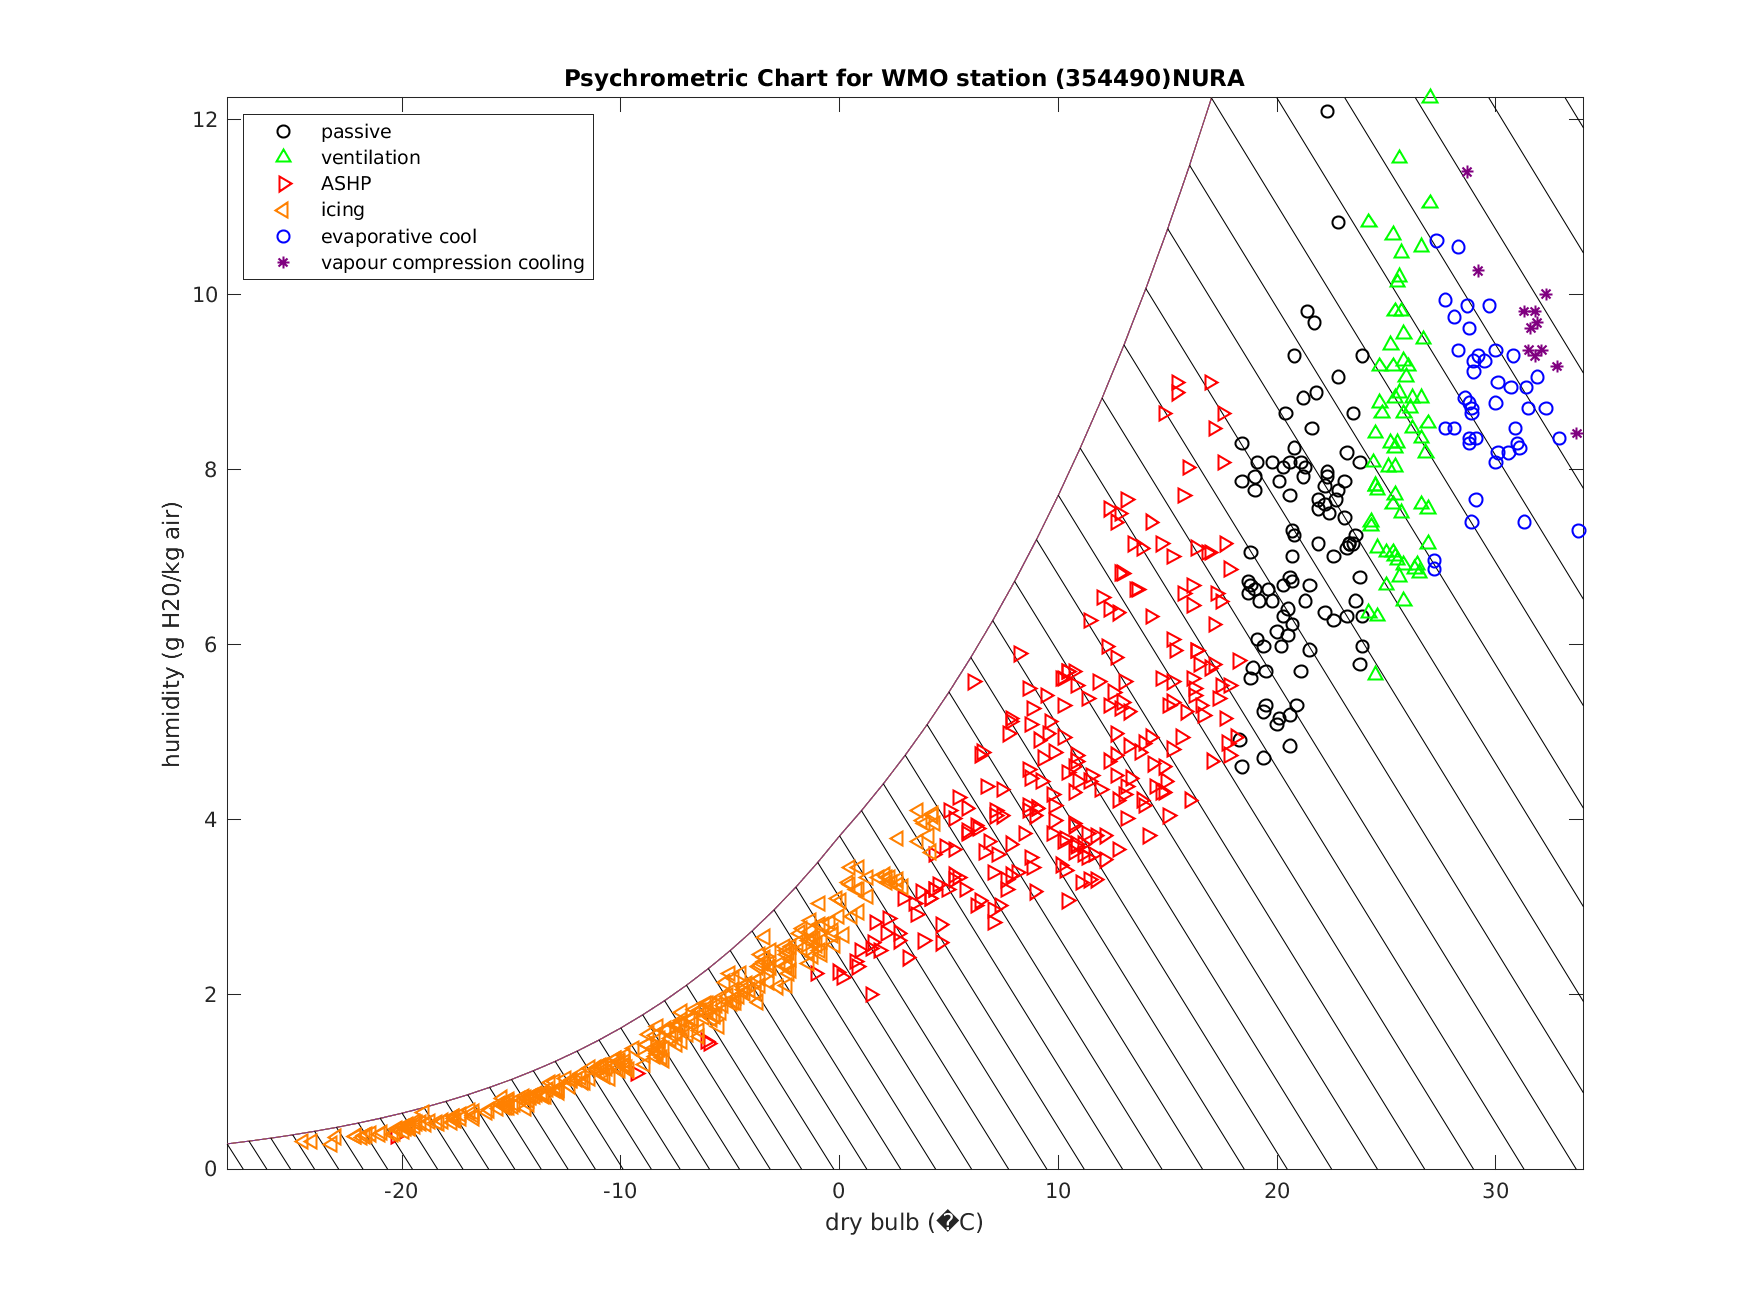 Psychrometric Chart for WMO station (354490)NURA
passive
ventilation
ASHP
icing
evaporative cool
vapour compression cooling
12
10
8
6
4
2
0
humidity (g H20/kg air)
-20 -10 0 10 20 30
dry bulb (�C)